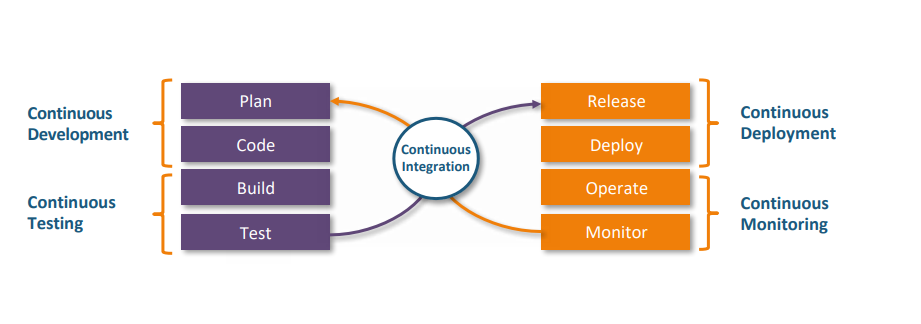 Continuous
Development
Plan
Code
Continuous
Testing
Build
Test
Continuous
Integration
Release
Deploy
Continuous
Deployment
Operate
Monitor
Continuous
Monitoring